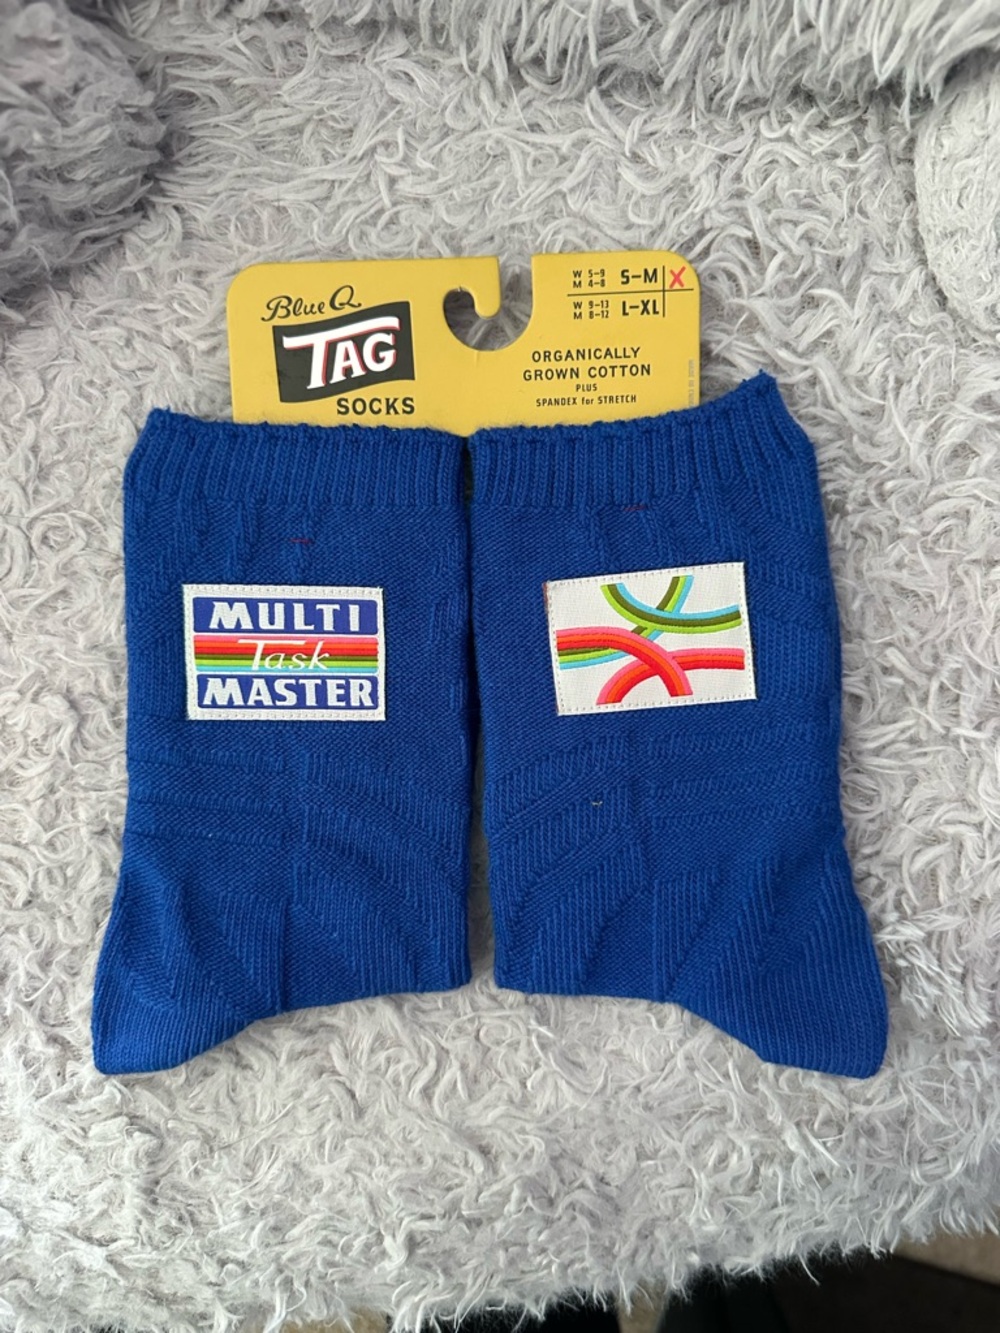 Blue Q
TAG
SOCKS
W 5-9
M 4-8
S-M X
W 9-13
M 8-12
L-XL
ORGANICALLY
GROWN COTTON
PLUS
SPANDEX for STRETCH
MULTI
Task
MASTER